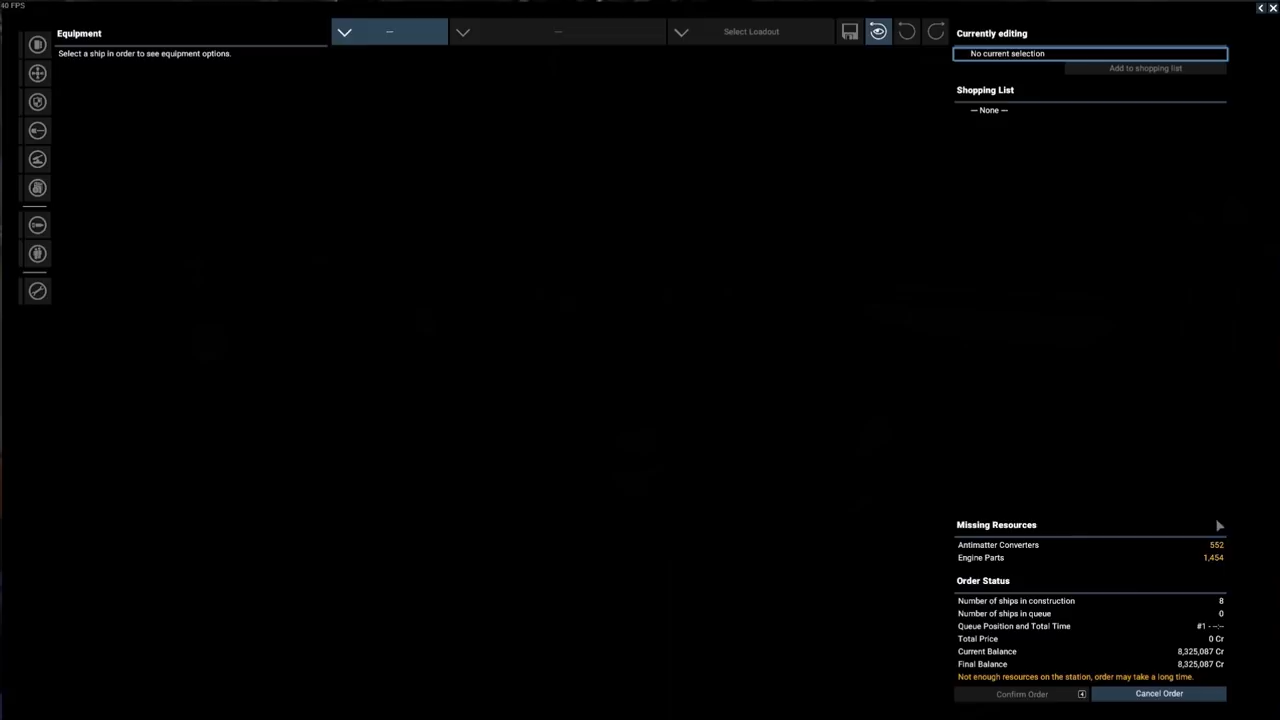 40 FPS
Equipment
Select a ship in order to see equipment options.
—
—
Select Loadout
Currently editing
No current selection
Add to shopping list
Shopping List
— None —
Missing Resources
Antimatter Converters 552
Engine Parts 1,454
Order Status
Number of ships in construction 8
Number of ships in queue 0
Queue Position and Total Time #1 - --:--
Total Price 0 Cr
Current Balance 8,325,087 Cr
Final Balance 8,325,087 Cr
Not enough resources on the station, order may take a long time.
Confirm Order
Cancel Order